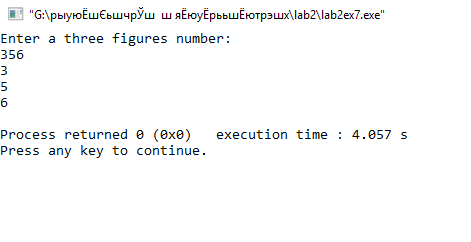 "G:\рыуюЁшЄьшчрЎш  ш яЁюуЁрьшЁютрэшх\lab2\lab2ex7.exe"
Enter a three figures number:
356
3
5
6
Process returned 0 (0x0)   execution time : 4.057 s
Press any key to continue.